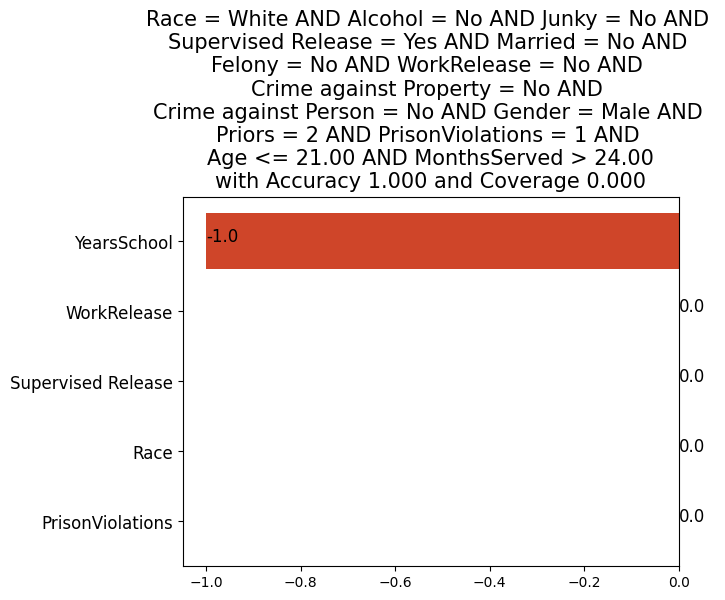 Race = White AND Alcohol = No AND Junky = No AND
Supervised Release = Yes AND Married = No AND
Felony = No AND WorkRelease = No AND
Crime against Property = No AND
Crime against Person = No AND Gender = Male AND
Priors = 2 AND PrisonViolations = 1 AND
Age <= 21.00 AND MonthsServed > 24.00
with Accuracy 1.000 and Coverage 0.000
YearsSchool -1.0
WorkRelease 0.0
Supervised Release 0.0
Race 0.0
PrisonViolations 0.0
−1.0 −0.8 −0.6 −0.4 −0.2 0.0